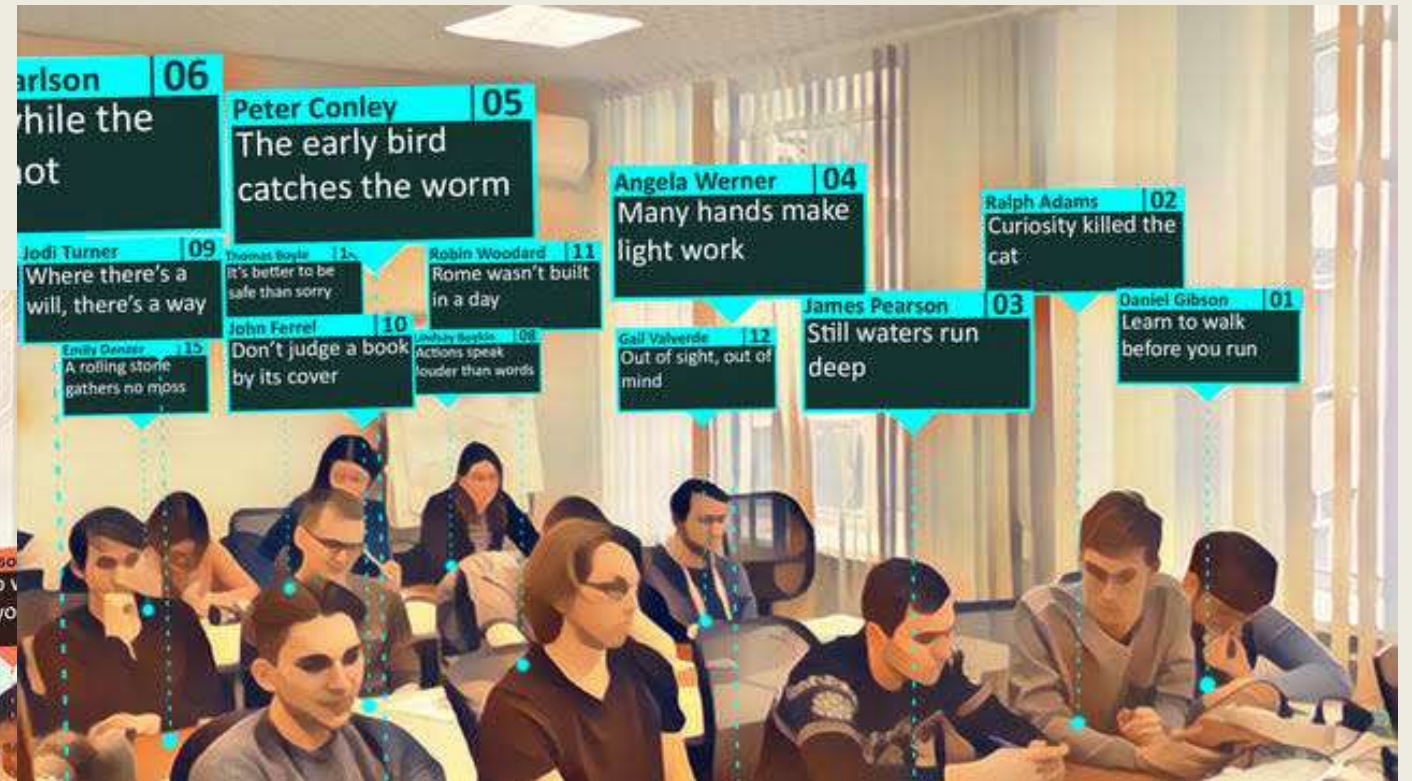 arlson 06
hile the
ot
Peter Conley 05
The early bird
catches the worm
Angela Werner 04
Many hands make
light work
Ralph Adams 02
Curiosity killed the
cat
Jodi Turner 09
Where there's a
will, there's a way
Thomas Boyle
It's better to be
safe than sorry
Robin Woodard 11
Rome wasn't built
in a day
James Pearson 03
Still waters run
deep
Daniel Gibson 01
Learn to walk
before you run
Emily Denzer 15
A rolling stone
gathers no moss
John Ferrel 10
Don't judge a book
by its cover
Lindsay Boykin 08
Actions speak
louder than words
Gail Valverde 12
Out of sight, out of
mind